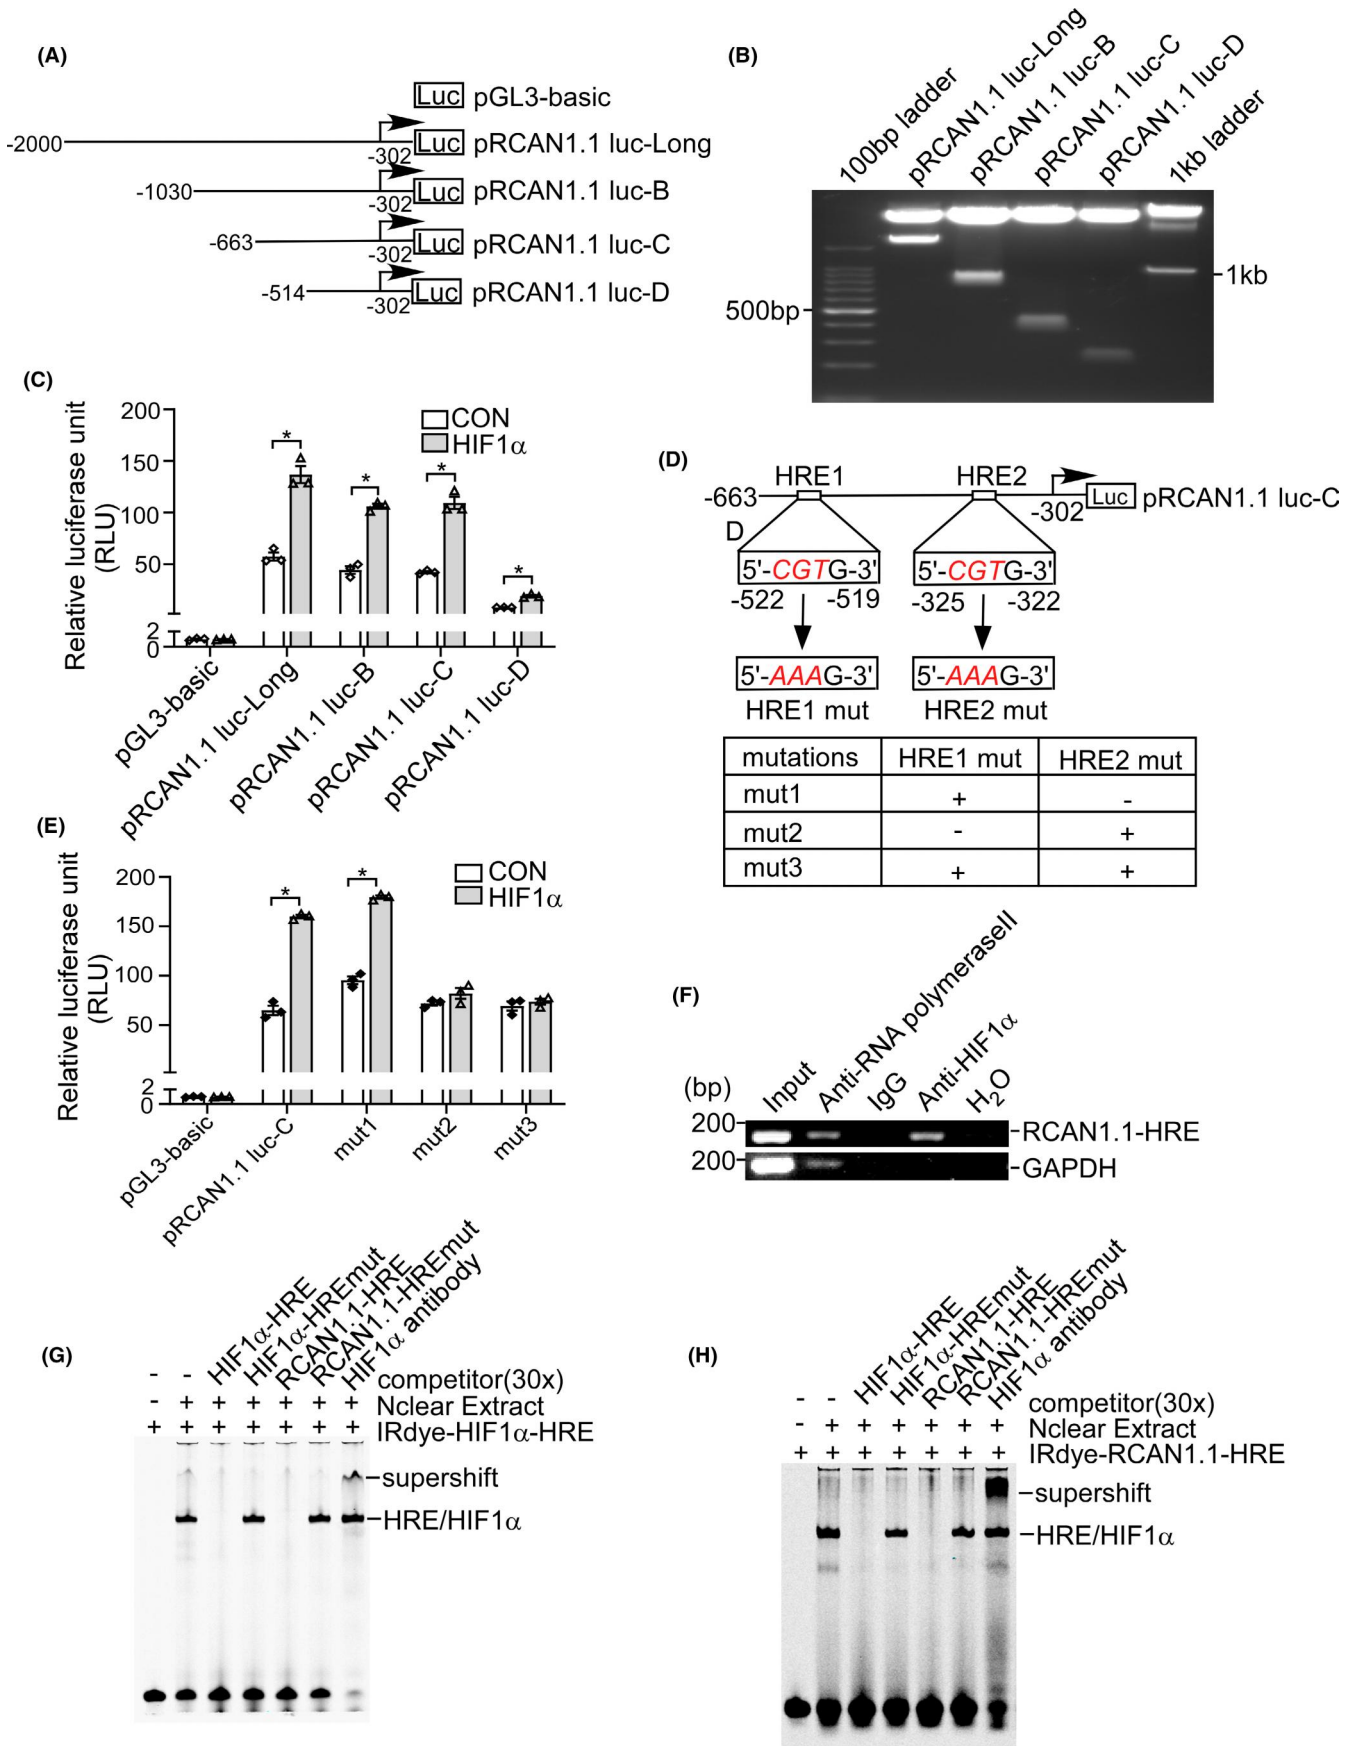 (A)
Luc pGL3-basic
-2000 -302 Luc pRCAN1.1 luc-Long
-1030 -302 Luc pRCAN1.1 luc-B
-663 -302 Luc pRCAN1.1 luc-C
-514 -302 Luc pRCAN1.1 luc-D
(B)
100bp ladder
pRCAN1.1 luc-Long
pRCAN1.1 luc-B
pRCAN1.1 luc-C
pRCAN1.1 luc-D
1kb ladder
500bp
1kb
(C)
Relative luciferase unit
(RLU)
200
150
100
50
2
0
CON
HIF1α
*
*
*
*
pGL3-basic
pRCAN1.1 luc-Long
pRCAN1.1 luc-B
pRCAN1.1 luc-C
pRCAN1.1 luc-D
(D)
HRE1 HRE2
-663 -302 Luc pRCAN1.1 luc-C
D
5'-CGTG-3' 5'-CGTG-3'
-522 -519 -325 -322
5'-AAAG-3' 5'-AAAG-3'
HRE1 mut HRE2 mut
mutations HRE1 mut HRE2 mut
mut1 + -
mut2 - +
mut3 + +
(E)
Relative luciferase unit
(RLU)
200
150
100
50
2
0
CON
HIF1α
*
*
pGL3-basic
pRCAN1.1 luc-C
mut1
mut2
mut3
(F)
(bp)
Input
Anti-RNA polymeraseII
IgG
Anti-HIF1α
H2O
200 -RCAN1.1-HRE
200 -GAPDH
(G)
HIF1α-HRE
HIF1α-HREmut
RCAN1.1-HRE
RCAN1.1-HREmut
HIF1α antibody
- - competitor(30x)
- + + + + + + Nclear Extract
+ + + + + + + IRdye-HIF1α-HRE
supershift
HRE/HIF1α
(H)
HIF1α-HRE
HIF1α-HREmut
RCAN1.1-HRE
RCAN1.1-HREmut
HIF1α antibody
- - competitor(30x)
- + + + + + + Nclear Extract
+ + + + + + + IRdye-RCAN1.1-HRE
supershift
HRE/HIF1α